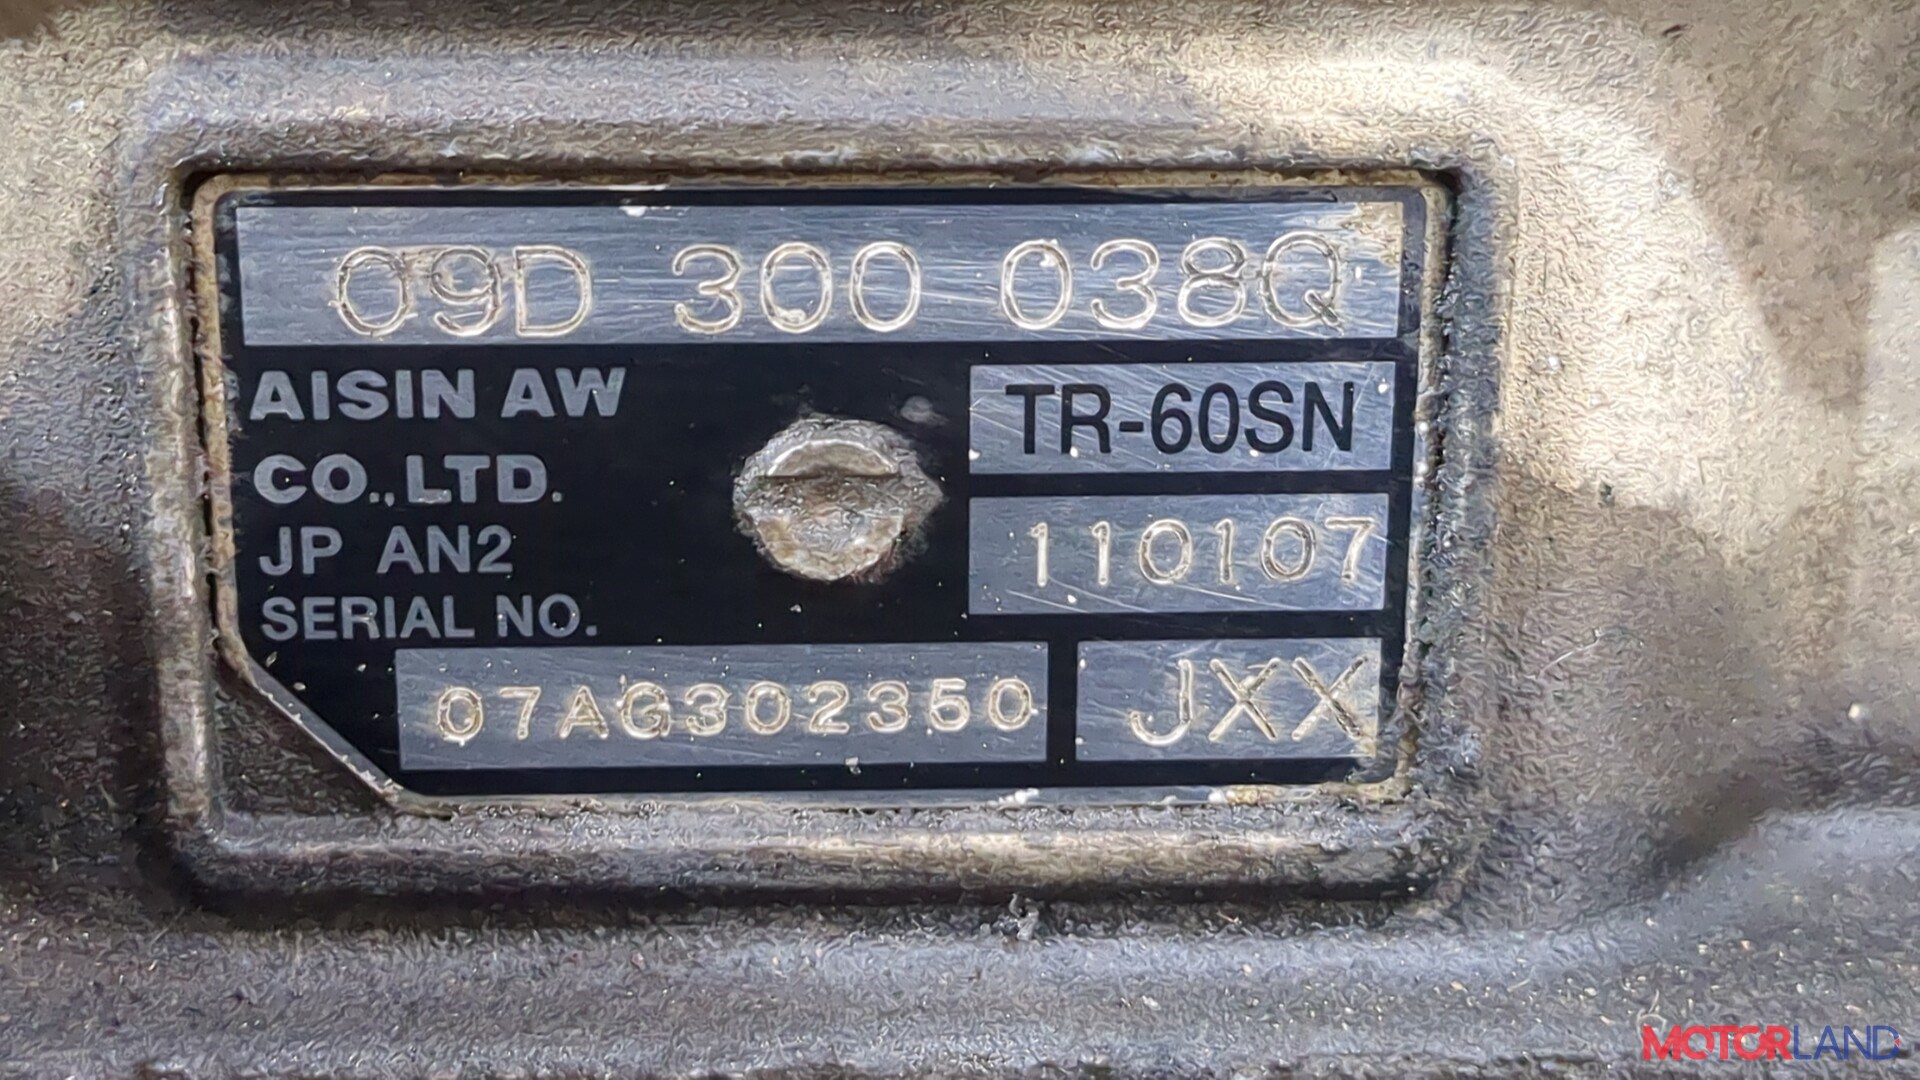 09D 300 038Q
AISIN AW
CO.,LTD.
TR-60SN
JP AN2
110107
SERIAL NO.
07AG302350
JXX
MOTORLAND